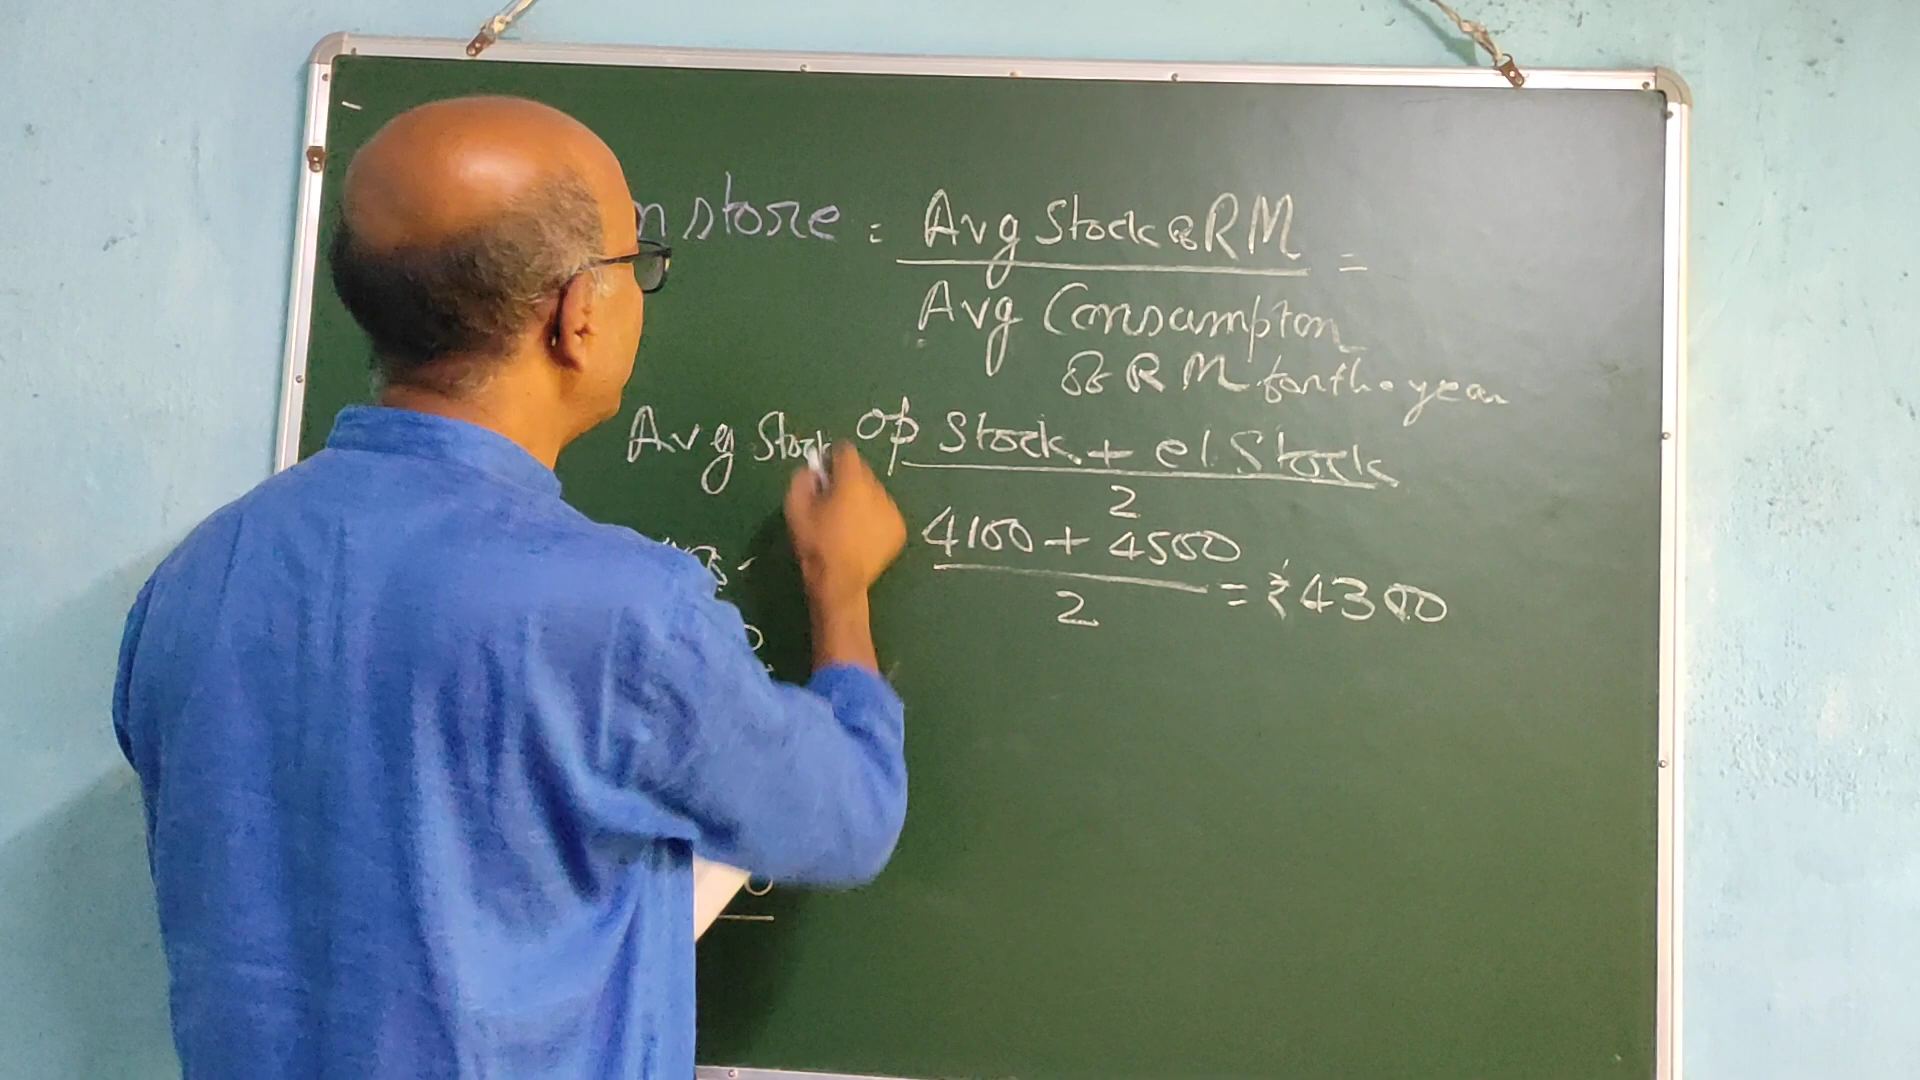 n store = Avg Stock of RM =
Avg Consumption
of RM for the year
Avg Stock Op Stock + cl Stock
2
4100 + 4500
2
= ₹4300